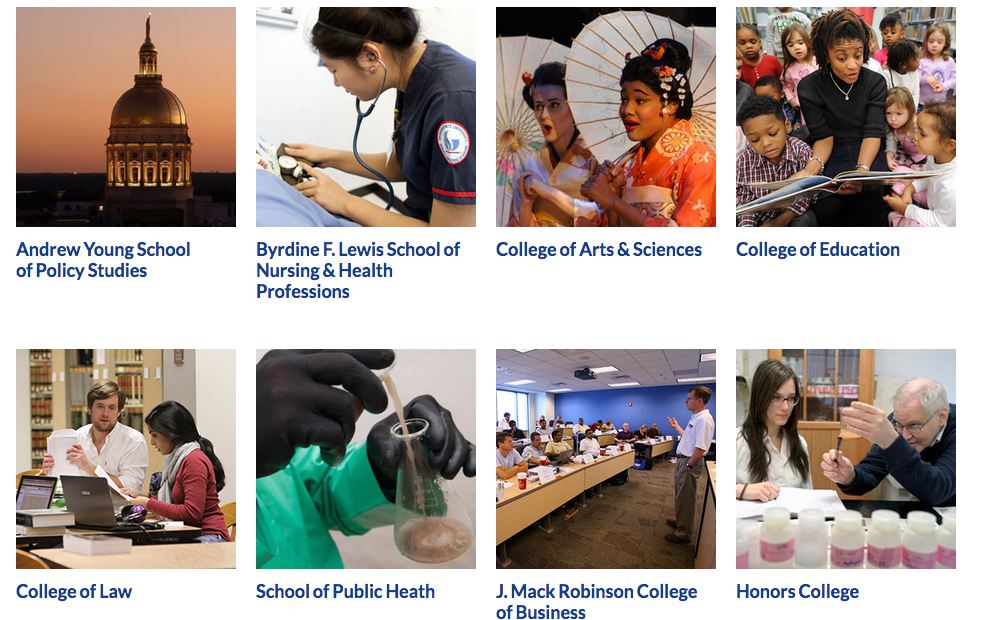 Andrew Young School
of Policy Studies
Byrdine F. Lewis School of
Nursing & Health
Professions
College of Arts & Sciences
College of Education
College of Law
School of Public Heath
J. Mack Robinson College
of Business
Honors College